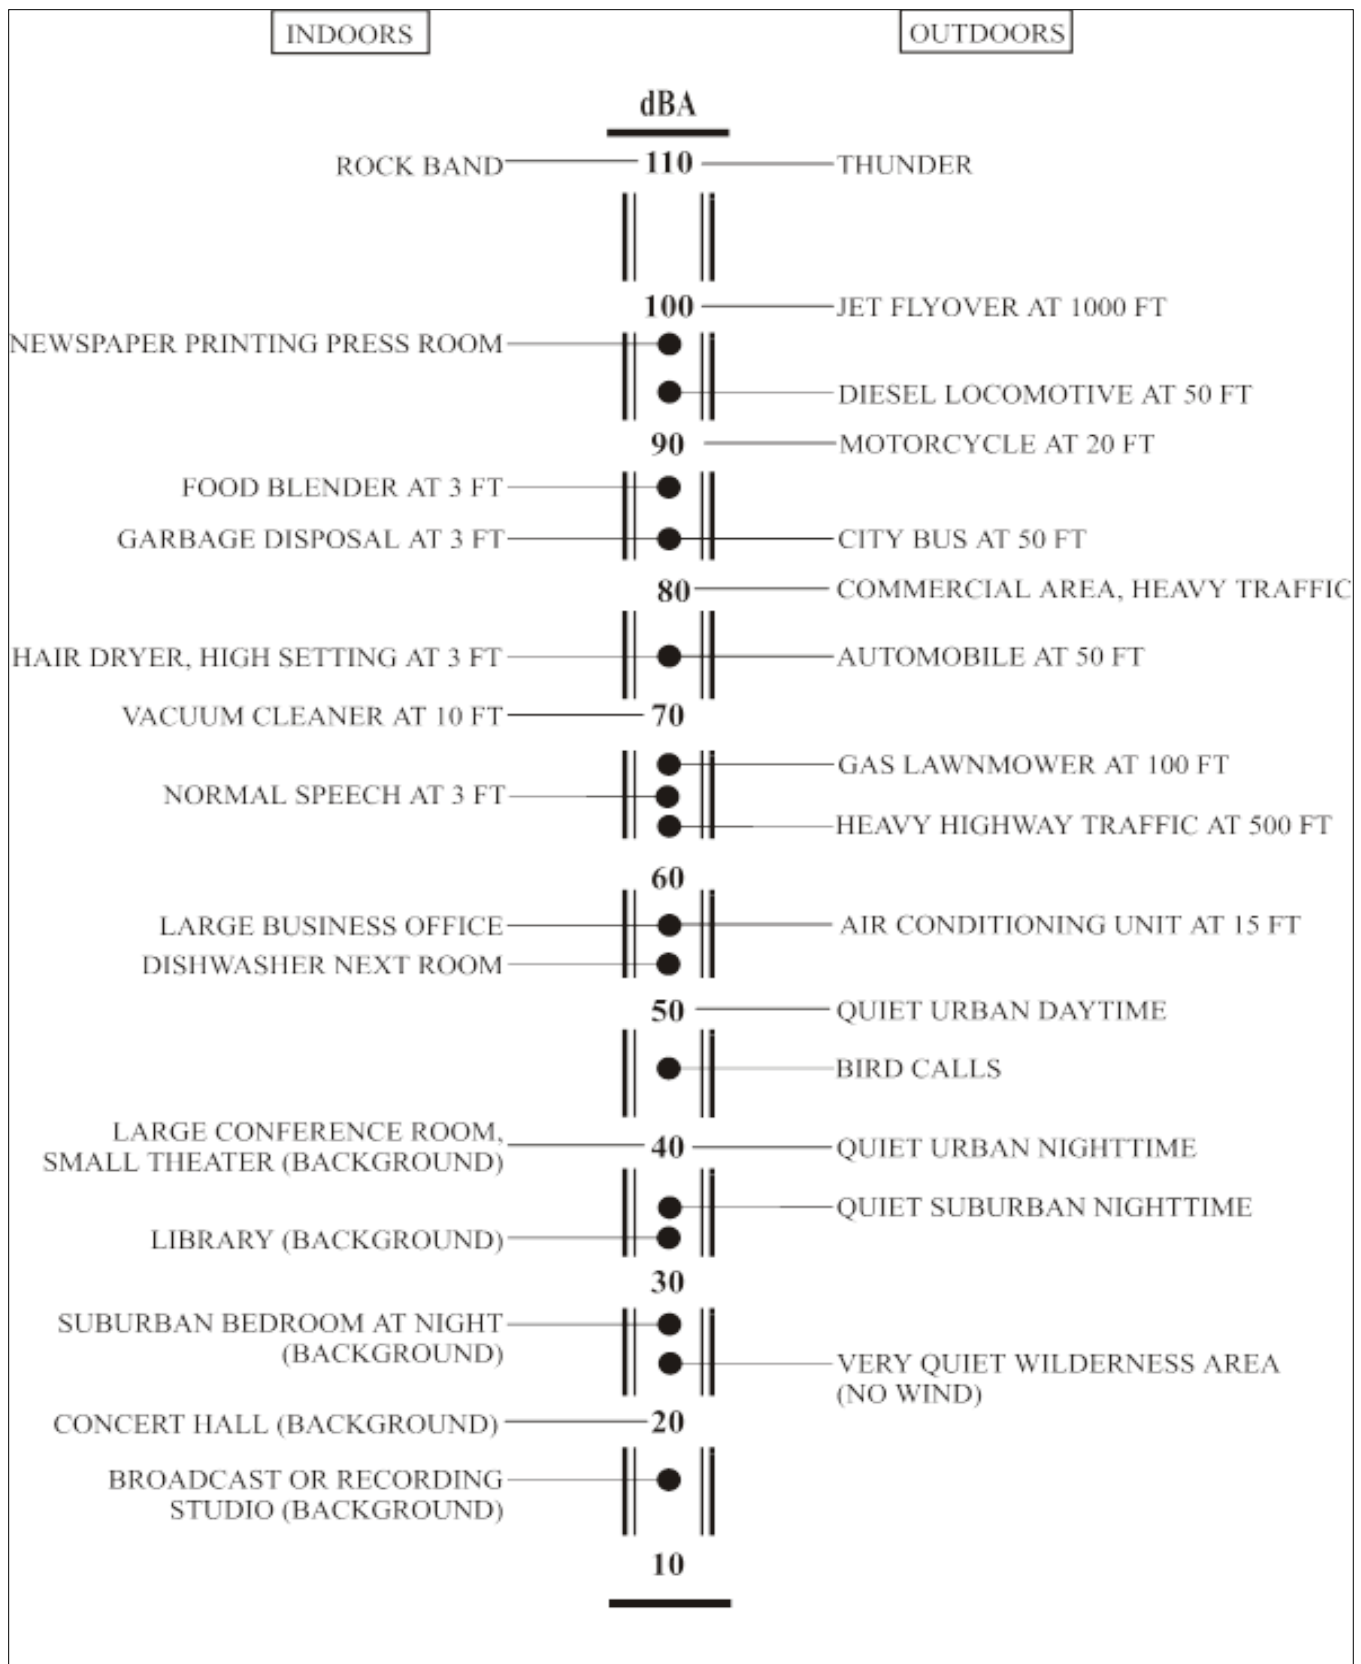 INDOORS
OUTDOORS
dBA
ROCK BAND 110 THUNDER
100 JET FLYOVER AT 1000 FT
NEWSPAPER PRINTING PRESS ROOM
DIESEL LOCOMOTIVE AT 50 FT
90 MOTORCYCLE AT 20 FT
FOOD BLENDER AT 3 FT
GARBAGE DISPOSAL AT 3 FT CITY BUS AT 50 FT
80 COMMERCIAL AREA, HEAVY TRAFFIC
HAIR DRYER, HIGH SETTING AT 3 FT AUTOMOBILE AT 50 FT
VACUUM CLEANER AT 10 FT 70
GAS LAWNMOWER AT 100 FT
NORMAL SPEECH AT 3 FT
HEAVY HIGHWAY TRAFFIC AT 500 FT
60
LARGE BUSINESS OFFICE AIR CONDITIONING UNIT AT 15 FT
DISHWASHER NEXT ROOM
50 QUIET URBAN DAYTIME
BIRD CALLS
LARGE CONFERENCE ROOM,
SMALL THEATER (BACKGROUND)
40 QUIET URBAN NIGHTTIME
QUIET SUBURBAN NIGHTTIME
LIBRARY (BACKGROUND)
30
SUBURBAN BEDROOM AT NIGHT
(BACKGROUND)
VERY QUIET WILDERNESS AREA
(NO WIND)
CONCERT HALL (BACKGROUND) 20
BROADCAST OR RECORDING
STUDIO (BACKGROUND)
10